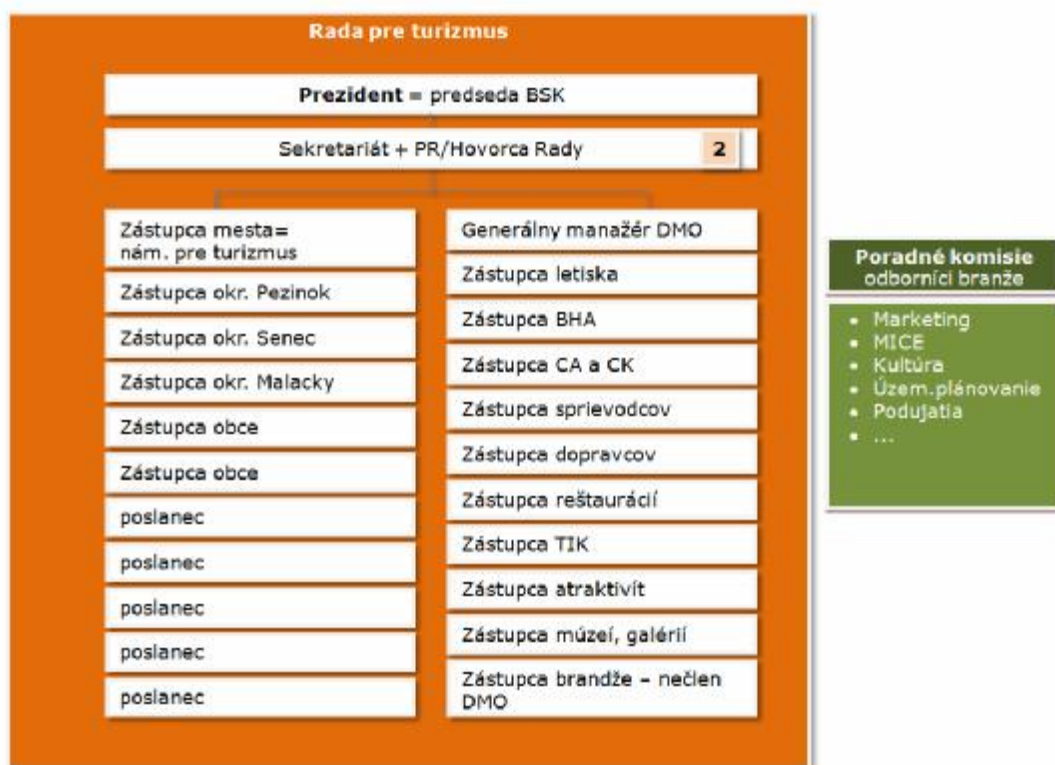 Rada pre turizmus
Prezident = predseda BSK
Sekretariát + PR/Hovorca Rady 2
Zástupca mesta=
nám. pre turizmus
Zástupca okr. Pezinok
Zástupca okr. Senec
Zástupca okr. Malacky
Zástupca obce
Zástupca obce
poslanec
poslanec
poslanec
poslanec
poslanec
Generálny manažér DMO
Zástupca letiska
Zástupca BHA
Zástupca CA a CK
Zástupca sprievodcov
Zástupca dopravcov
Zástupca reštaurácií
Zástupca TIK
Zástupca atraktivít
Zástupca múzeí, galérií
Zástupca brandže – nečlen
DMO
Poradné komisie
odborníci branže
• Marketing
• MICE
• Kultúra
• Územ.plánovanie
• Podujatia
• ...